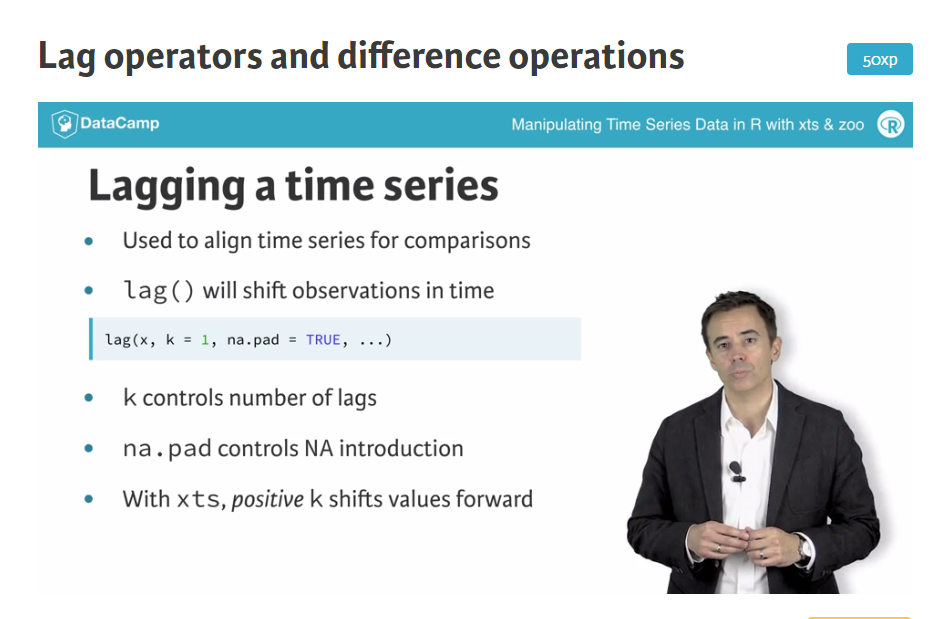 Lag operators and difference operations
50xp
DataCamp
Manipulating Time Series Data in R with xts & zoo
R
Lagging a time series
• Used to align time series for comparisons
• lag() will shift observations in time
lag(x, k = 1, na.pad = TRUE, ...)
• k controls number of lags
• na.pad controls NA introduction
• With xts, positive k shifts values forward